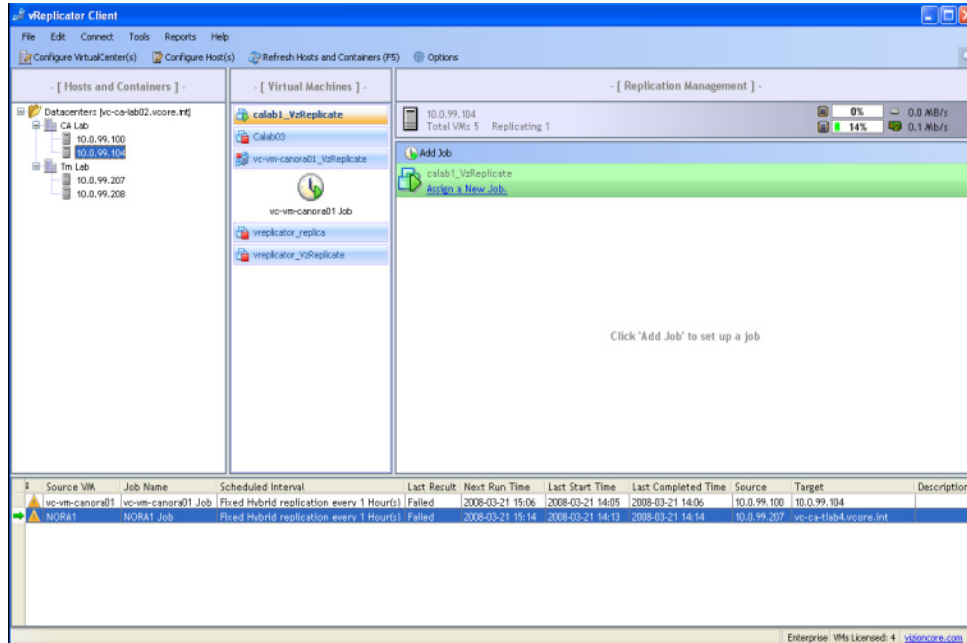 vReplicator Client
File Edit Connect Tools Reports Help
Configure VirtualCenter(s) Configure Host(s) Refresh Hosts and Containers (F5) Options
- [ Hosts and Containers ] -
Datacenters [vc-ca-lab02.vcore.int]
CA Lab
10.0.99.100
10.0.99.104
Tm Lab
10.0.99.207
10.0.99.208
- [ Virtual Machines ] -
calab1_VzReplicate
Calab03
vc-vm-canora01_VzReplicate
vc-vm-canora01 Job
vreplicator_replica
vreplicator_VzReplicate
- [ Replication Management ] -
10.0.99.104
Total VMs 5 Replicating 1
0% 0.0 MB/s
14% 0.1 Mb/s
Add Job
calab1_VzReplicate
Assign a New Job.
Click 'Add Job' to set up a job
Source VM Job Name Scheduled Interval Last Result Next Run Time Last Start Time Last Completed Time Source Target Description
vc-vm-canora01 vc-vm-canora01 Job Fixed Hybrid replication every 1 Hour(s) Failed 2008-03-21 15:06 2008-03-21 14:05 2008-03-21 14:06 10.0.99.100 10.0.99.104
NORA1 NORA1 Job Fixed Hybrid replication every 1 Hour(s) Failed 2008-03-21 15:14 2008-03-21 14:13 2008-03-21 14:14 10.0.99.207 vc-ca-tlab4.vcore.int
Enterprise VMs Licensed: 4 vizioncore.com